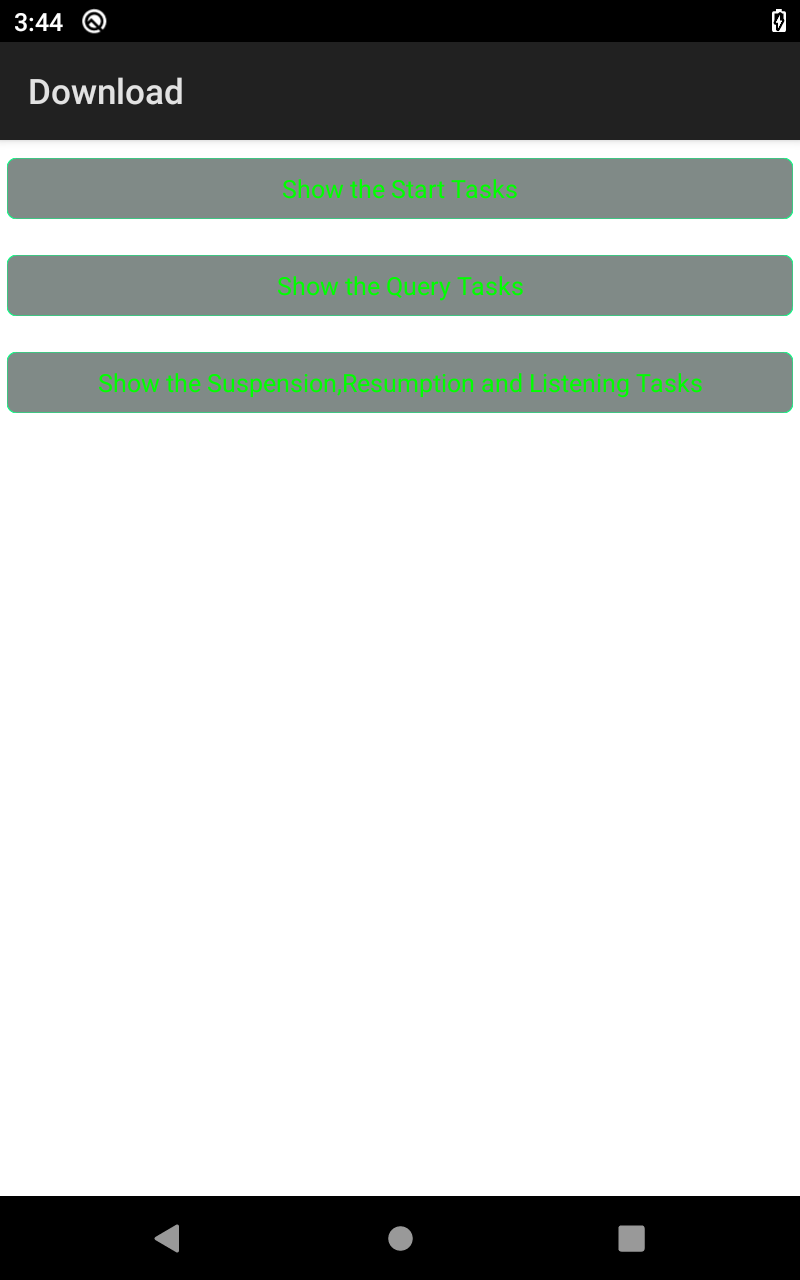 3:44
Download
Show the Start Tasks
Show the Query Tasks
Show the Suspension,Resumption and Listening Tasks